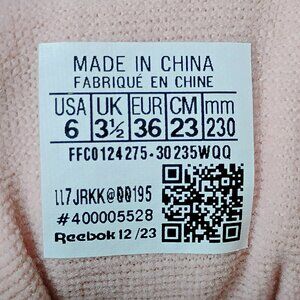 MADE IN CHINA
FABRIQUÉ EN CHINE
USA UK EUR CM mm
6 3½ 36 23 230
FFC0124275-30235WQQ
117JRKK@00195
#400005528
Reebok 12/23